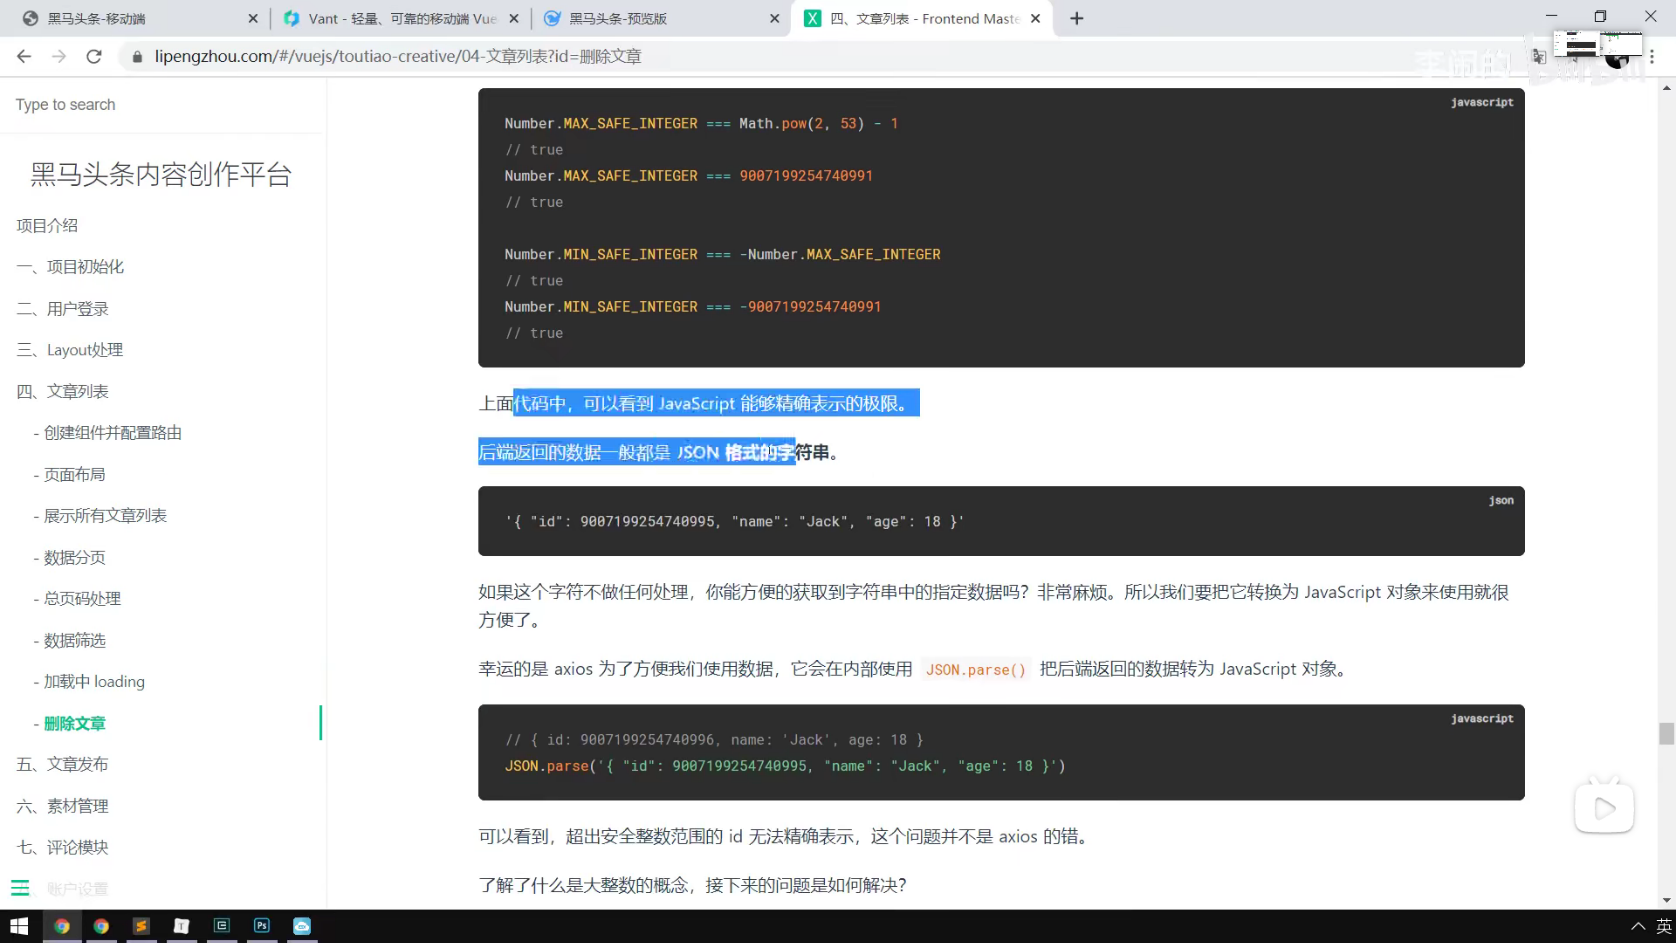 黑马头条-移动端
Vant - 轻量、可靠的移动端 Vue
黑马头条-预览版
四、文章列表 - Frontend Maste
lipengzhou.com/#/vuejs/toutiao-creative/04-文章列表?id=删除文章
Type to search
黑马头条内容创作平台
项目介绍
一、项目初始化
二、用户登录
三、Layout处理
四、文章列表
- 创建组件并配置路由
- 页面布局
- 展示所有文章列表
- 数据分页
- 总页码处理
- 数据筛选
- 加载中 loading
- 删除文章
五、文章发布
六、素材管理
七、评论模块
账户设置
javascript
Number.MAX_SAFE_INTEGER === Math.pow(2, 53) - 1
// true
Number.MAX_SAFE_INTEGER === 9007199254740991
// true
Number.MIN_SAFE_INTEGER === -Number.MAX_SAFE_INTEGER
// true
Number.MIN_SAFE_INTEGER === -9007199254740991
// true
上面代码中，可以看到 JavaScript 能够精确表示的极限。
后端返回的数据一般都是 JSON 格式的字符串。
json
'{ "id": 9007199254740995, "name": "Jack", "age": 18 }'
如果这个字符不做任何处理，你能方便的获取到字符串中的指定数据吗？非常麻烦。所以我们要把它转换为 JavaScript 对象来使用就很
方便了。
幸运的是 axios 为了方便我们使用数据，它会在内部使用 JSON.parse() 把后端返回的数据转为 JavaScript 对象。
javascript
// { id: 9007199254740996, name: 'Jack', age: 18 }
JSON.parse('{ "id": 9007199254740995, "name": "Jack", "age": 18 }')
可以看到，超出安全整数范围的 id 无法精确表示，这个问题并不是 axios 的错。
了解了什么是大整数的概念，接下来的问题是如何解决？
英